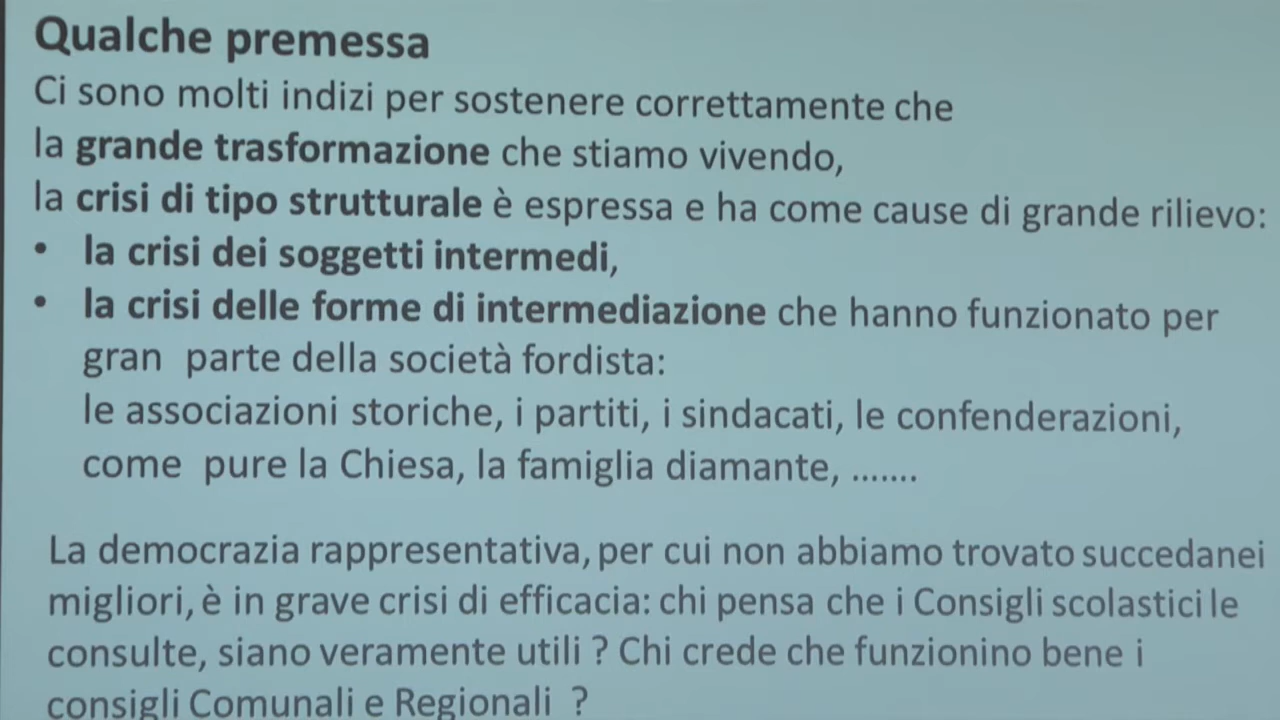 Qualche premessa
Ci sono molti indizi per sostenere correttamente che
la grande trasformazione che stiamo vivendo,
la crisi di tipo strutturale è espressa e ha come cause di grande rilievo:
• la crisi dei soggetti intermedi,
• la crisi delle forme di intermediazione che hanno funzionato per
gran parte della società fordista:
le associazioni storiche, i partiti, i sindacati, le confenderazioni,
come pure la Chiesa, la famiglia diamante, .......
La democrazia rappresentativa, per cui non abbiamo trovato succedanei
migliori, è in grave crisi di efficacia: chi pensa che i Consigli scolastici le
consulte, siano veramente utili ? Chi crede che funzionino bene i
consigli Comunali e Regionali ?